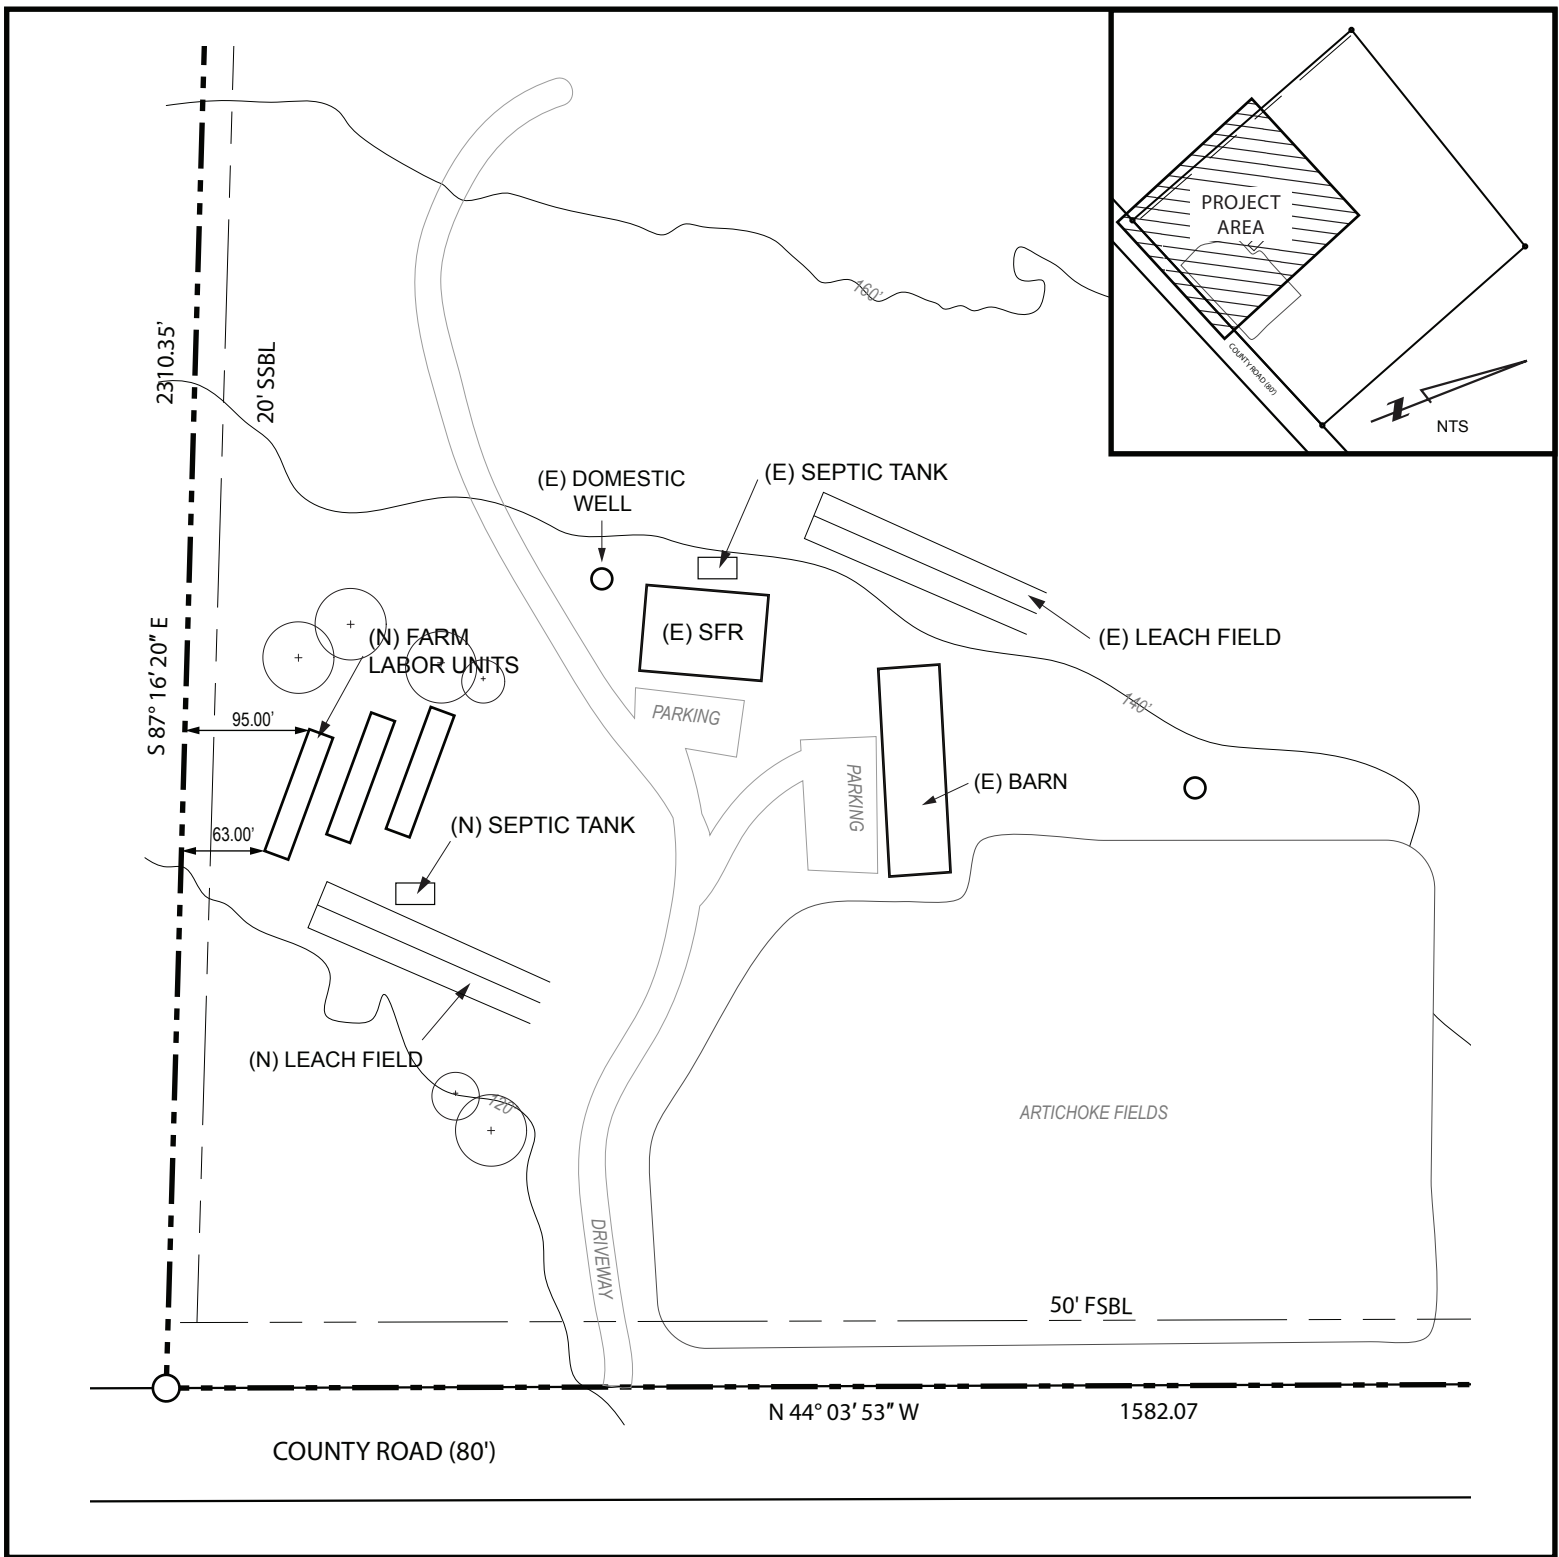 PROJECT
AREA
COUNTY ROAD (80')
NTS
160'
2310.35'
20' SSBL
(E) DOMESTIC
WELL
(E) SEPTIC TANK
(E) SFR
(E) LEACH FIELD
(N) FARM
LABOR UNITS
S 87° 16' 20" E
95.00'
PARKING
140'
PARKING
(E) BARN
63.00'
(N) SEPTIC TANK
(N) LEACH FIELD
120'
ARTICHOKE FIELDS
DRIVEWAY
50' FSBL
N 44° 03' 53" W
1582.07
COUNTY ROAD (80')